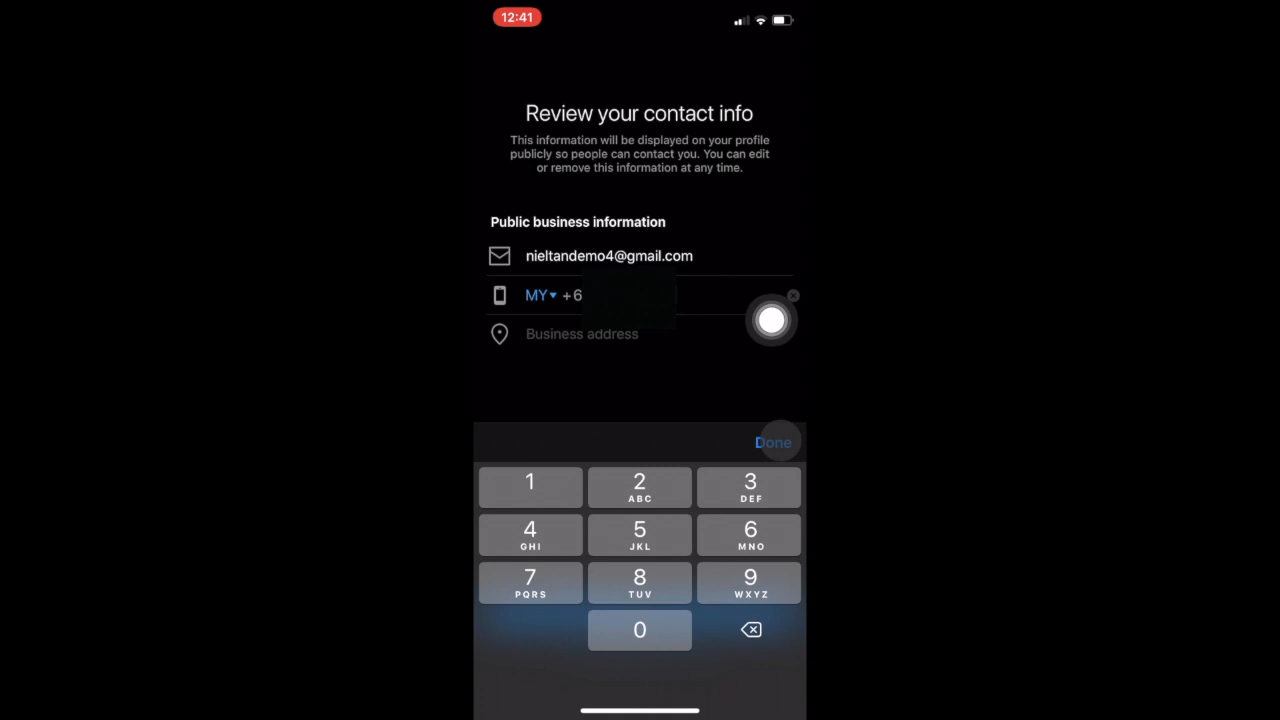 12:41
Review your contact info
This information will be displayed on your profile
publicly so people can contact you. You can edit
or remove this information at any time.
Public business information
nieltandemo4@gmail.com
MY +6
Business address
Done
1 2 3
ABC DEF
4 5 6
GHI JKL MNO
7 8 9
PQRS TUV WXYZ
0